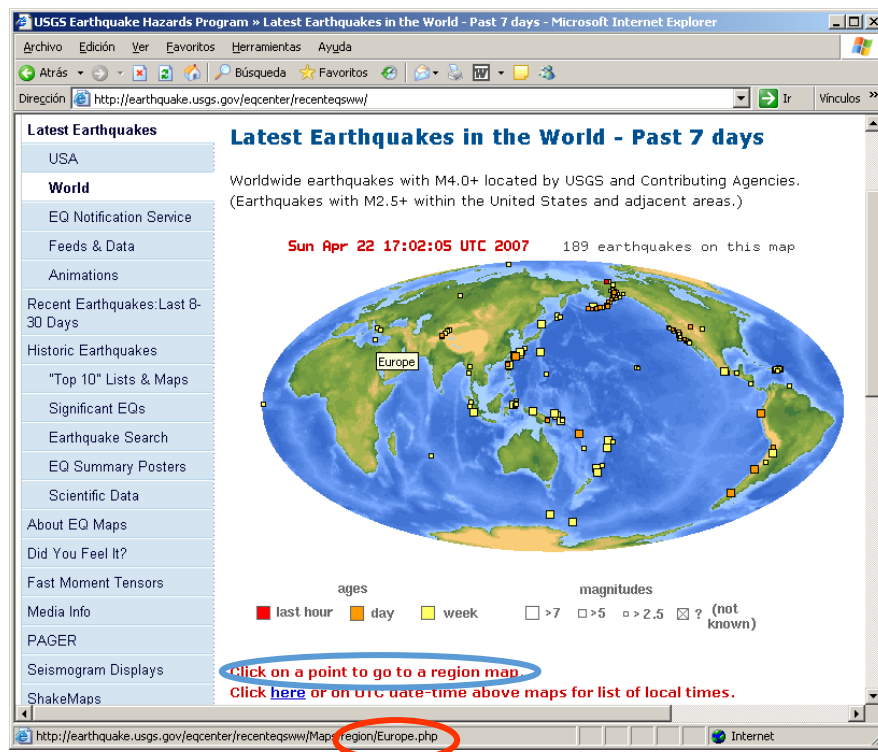 USGS Earthquake Hazards Program » Latest Earthquakes in the World - Past 7 days - Microsoft Internet Explorer
Archivo Edición Ver Favoritos Herramientas Ayuda
Atrás Búsqueda Favoritos
Dirección http://earthquake.usgs.gov/eqcenter/recenteqsww/ Ir Vínculos »
Latest Earthquakes
USA
World
EQ Notification Service
Feeds & Data
Animations
Recent Earthquakes:Last 8-
30 Days
Historic Earthquakes
"Top 10" Lists & Maps
Significant EQs
Earthquake Search
EQ Summary Posters
Scientific Data
About EQ Maps
Did You Feel It?
Fast Moment Tensors
Media Info
PAGER
Seismogram Displays
ShakeMaps
Latest Earthquakes in the World - Past 7 days
Worldwide earthquakes with M4.0+ located by USGS and Contributing Agencies.
(Earthquakes with M2.5+ within the United States and adjacent areas.)
Sun Apr 22 17:02:05 UTC 2007 189 earthquakes on this map
Europe
ages magnitudes
last hour day week >7 >5 >2.5 ? (not
known)
Click on a point to go to a region map.
Click here or on UTC date-time above maps for list of local times.
http://earthquake.usgs.gov/eqcenter/recenteqsww/Maps/region/Europe.php Internet